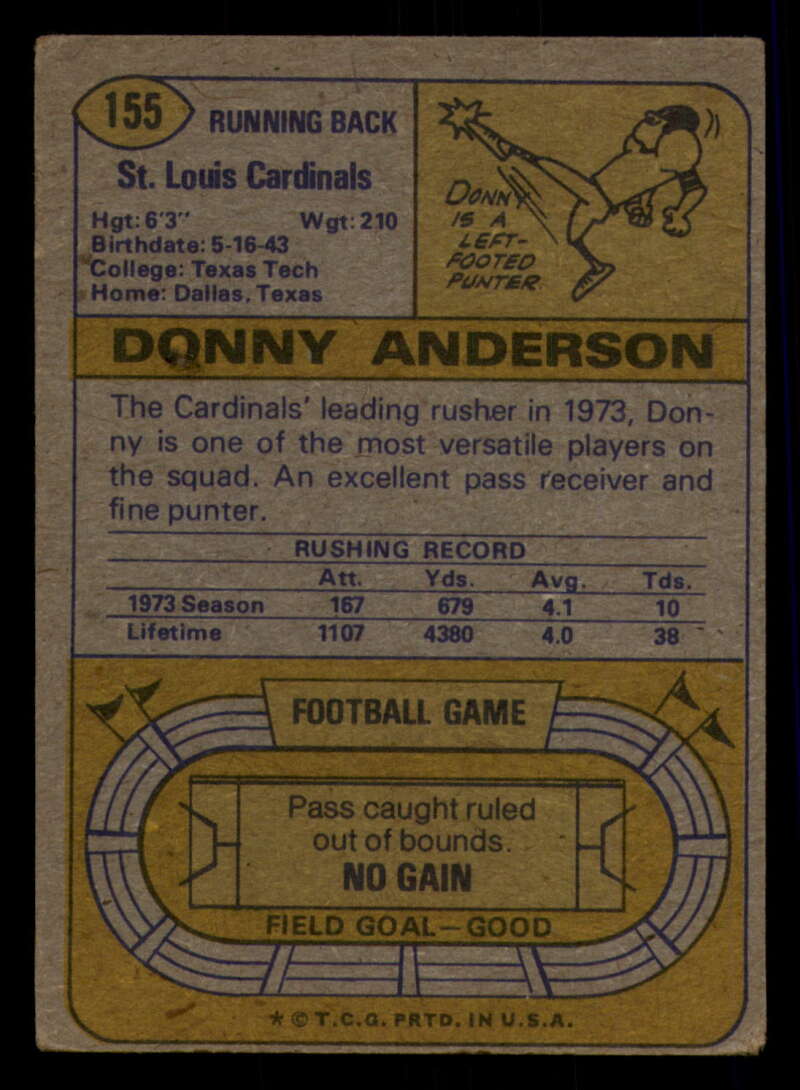 155
RUNNING BACK
St. Louis Cardinals
Hgt: 6'3" Wgt: 210
Birthdate: 5-16-43
College: Texas Tech
Home: Dallas, Texas
DONNY
IS A
LEFT-
FOOTED
PUNTER
DONNY ANDERSON
The Cardinals' leading rusher in 1973, Don-
ny is one of the most versatile players on
the squad. An excellent pass receiver and
fine punter.
RUSHING RECORD
Att. Yds. Avg. Tds.
1973 Season 167 679 4.1 10
Lifetime 1107 4380 4.0 38
FOOTBALL GAME
Pass caught ruled
out of bounds.
NO GAIN
FIELD GOAL—GOOD
* © T.C.G. PRTD. IN U.S.A.